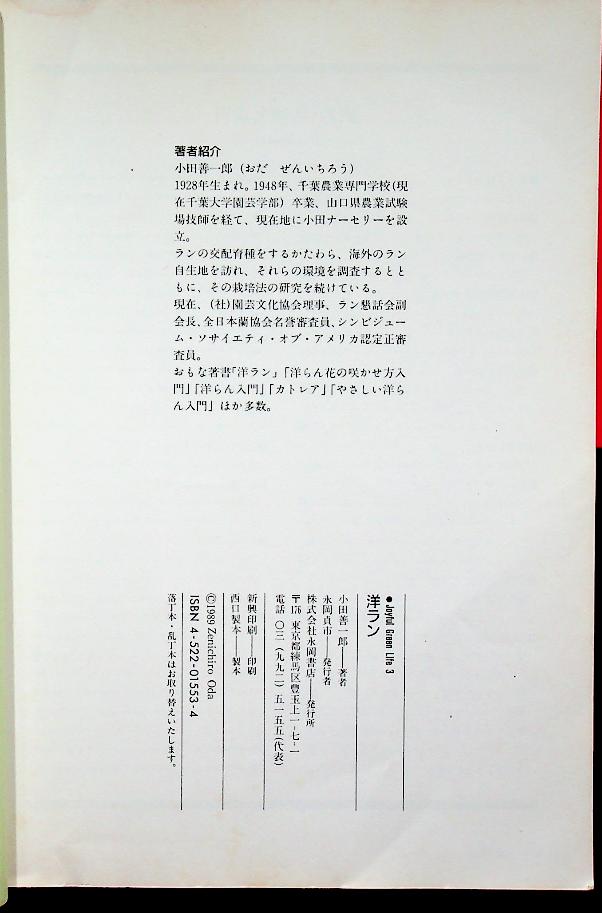 著者紹介
小田善一郎（おだ　ぜんいちろう）
1928年生まれ。1948年、千葉農業専門学校(現
在千葉大学園芸学部）卒業、山口県農業試験
場技師を経て、現在地に小田ナーセリーを設
立。
ランの交配育種をするかたわら、海外のラン
自生地を訪れ、それらの環境を調査するとと
もに、その栽培法の研究を続けている。
現在、(社)園芸文化協会理事、ラン懇話会副
会長、全日本蘭協会名誉審査員、シンビジュー
ム・ソサイエティ・オブ・アメリカ認定正審
査員。
おもな著書「洋ラン」「洋らん花の咲かせ方入
門」「洋らん入門」「カトレア」「やさしい洋ら
ん入門」ほか多数。
●Joyful Green Life 3
洋ラン
小田善一郎──著者
永岡貞市──発行者
株式会社永岡書店──発行所
〒176 東京都練馬区豊玉上一-七-一
電話 〇三(九九二)五一五五(代表)
新興印刷──印刷
西口製本──製本
©1989 Zenichiro Oda
ISBN 4-522-01553-4
落丁本・乱丁本はお取り替えいたします。